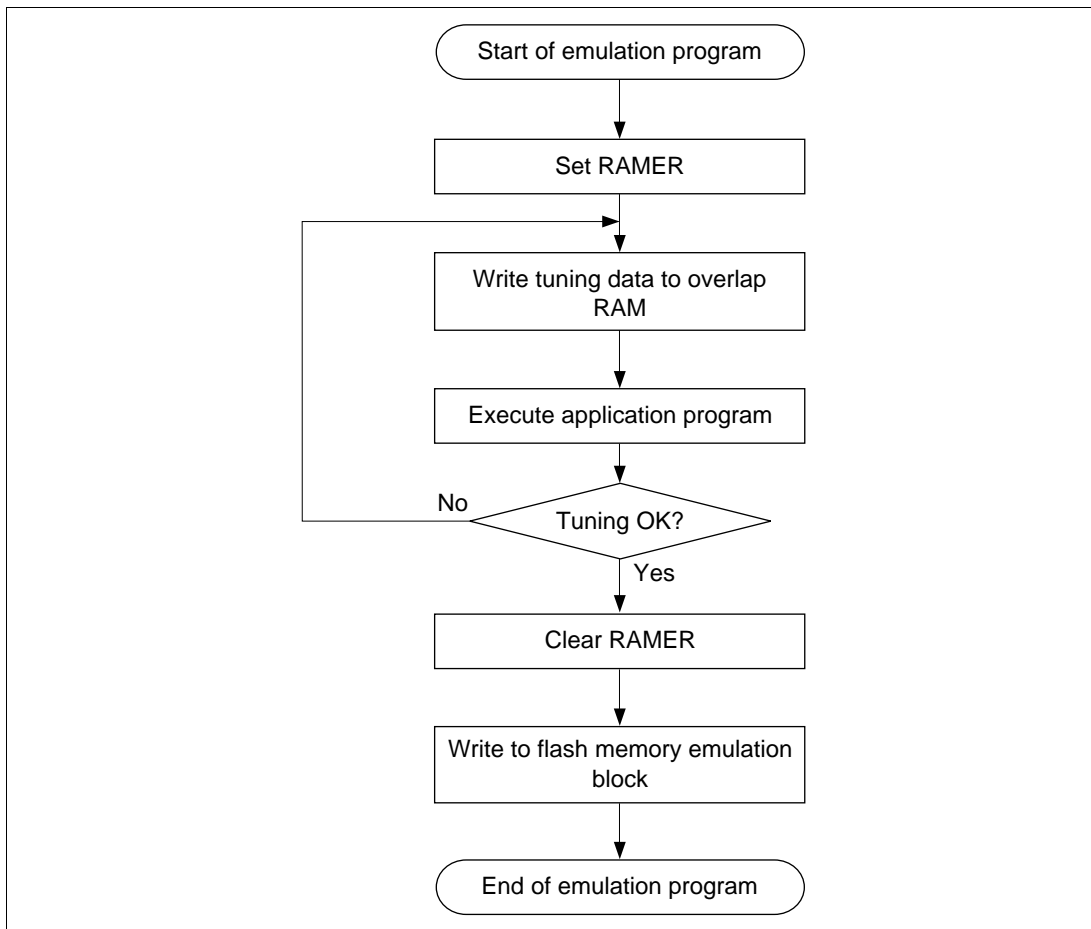 Start of emulation program
Set RAMER
Write tuning data to overlap
RAM
Execute application program
No
Tuning OK?
Yes
Clear RAMER
Write to flash memory emulation
block
End of emulation program